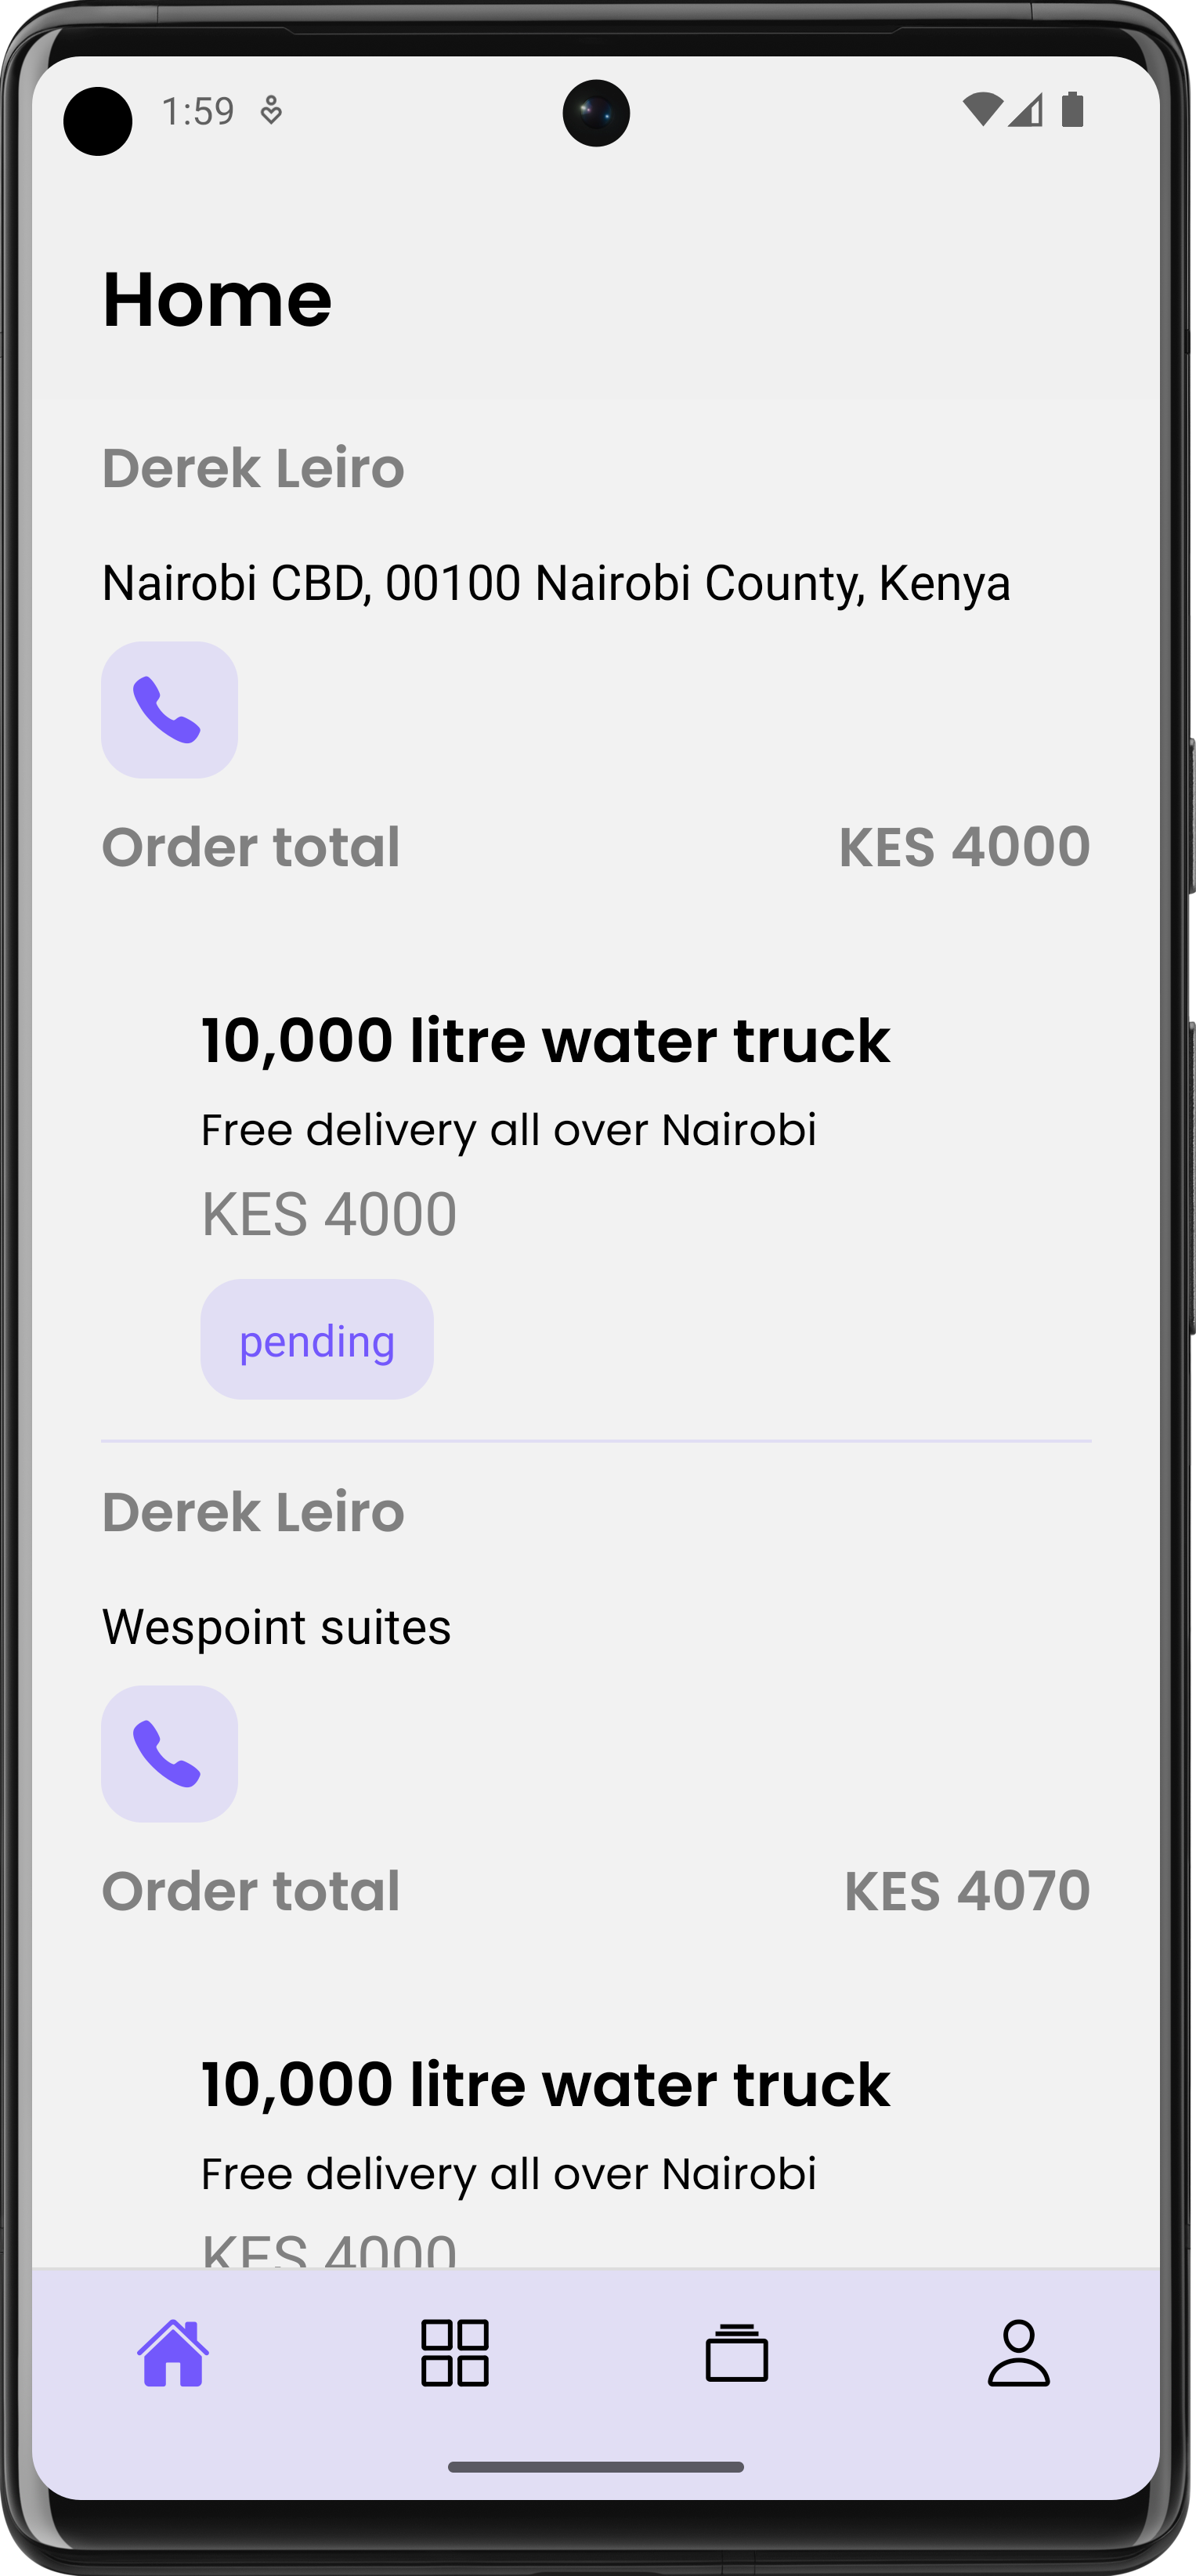 1:59
Home
Derek Leiro
Nairobi CBD, 00100 Nairobi County, Kenya
Order total KES 4000
10,000 litre water truck
Free delivery all over Nairobi
KES 4000
pending
Derek Leiro
Wespoint suites
Order total KES 4070
10,000 litre water truck
Free delivery all over Nairobi
KES 4000